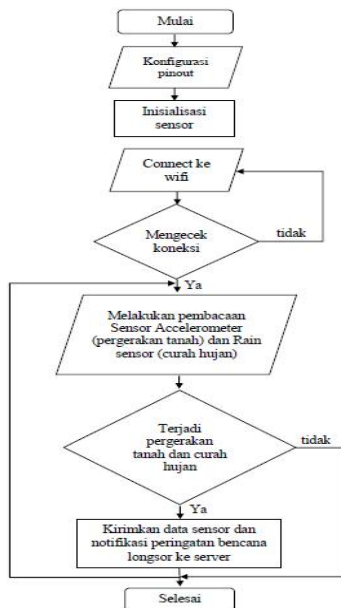 Mulai
Konfigurasi
pinout
Inisialisasi
sensor
Connect ke
wifi
Mengecek
koneksi
tidak
Ya
Melakukan pembacaan
Sensor Accelerometer
(pergerakan tanah) dan Rain
sensor (curah hujan)
Terjadi
pergerakan
tanah dan curah
hujan
tidak
Ya
Kirimkan data sensor dan
notifikasi peringatan bencana
longsor ke server
Selesai